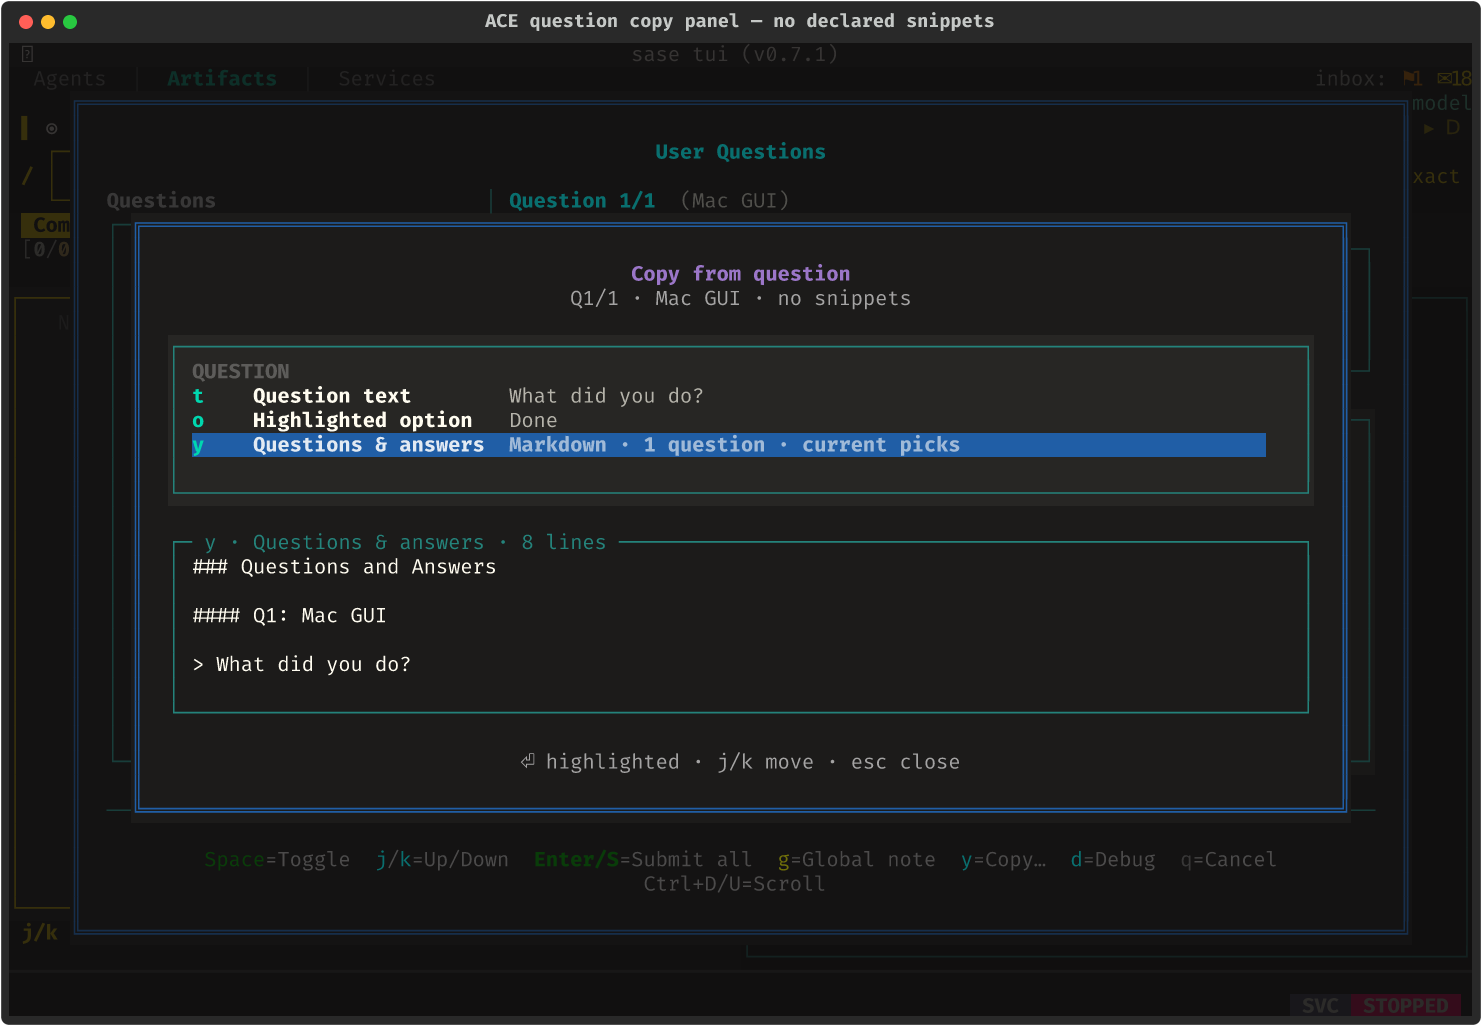 ACE question copy panel — no declared snippets
sase tui (v0.7.1)
Agents │ Artifacts │ Services inbox: ⚑1 ✉18
model
▸ D
/ xact
User Questions
Questions │ Question 1/1 (Mac GUI)
Com
[0/0
Copy from question
Q1/1 · Mac GUI · no snippets
N
QUESTION
t Question text What did you do?
o Highlighted option Done
y Questions & answers Markdown · 1 question · current picks
y · Questions & answers · 8 lines
### Questions and Answers
#### Q1: Mac GUI
> What did you do?
⏎ highlighted · j/k move · esc close
Space=Toggle j/k=Up/Down Enter/S=Submit all g=Global note y=Copy… d=Debug q=Cancel
Ctrl+D/U=Scroll
j/k
SVC STOPPED